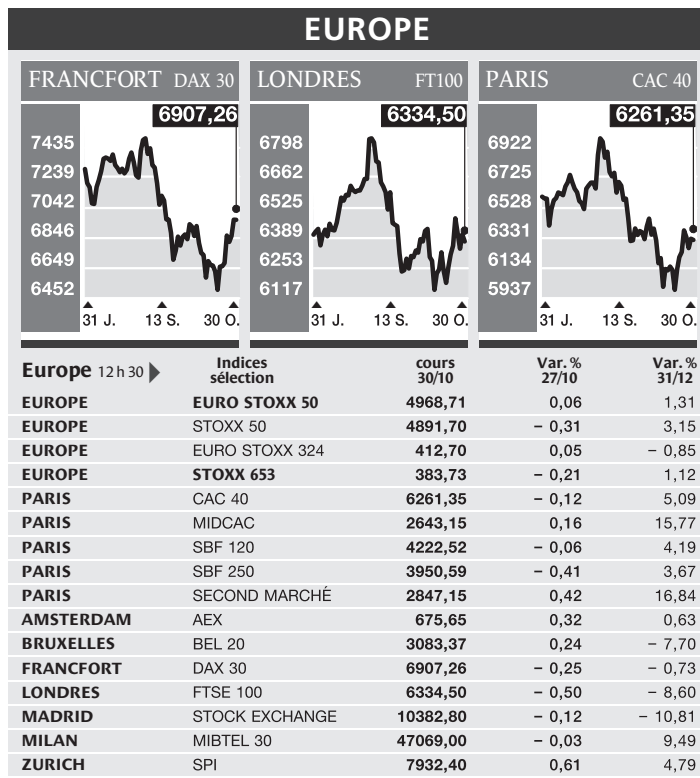 EUROPE
FRANCFORT DAX 30
6907,26
7435
7239
7042
6846
6649
6452
31 J. 13 S. 30 O.
LONDRES FT100
6334,50
6798
6662
6525
6389
6253
6117
31 J. 13 S. 30 O.
PARIS CAC 40
6261,35
6922
6725
6528
6331
6134
5937
31 J. 13 S. 30 O.
Europe 12 h 30 Indices sélection cours 30/10 Var. % 27/10 Var. % 31/12
EUROPE EURO STOXX 50 4968,71 0,06 1,31
EUROPE STOXX 50 4891,70 – 0,31 3,15
EUROPE EURO STOXX 324 412,70 0,05 – 0,85
EUROPE STOXX 653 383,73 – 0,21 1,12
PARIS CAC 40 6261,35 – 0,12 5,09
PARIS MIDCAC 2643,15 0,16 15,77
PARIS SBF 120 4222,52 – 0,06 4,19
PARIS SBF 250 3950,59 – 0,41 3,67
PARIS SECOND MARCHÉ 2847,15 0,42 16,84
AMSTERDAM AEX 675,65 0,32 0,63
BRUXELLES BEL 20 3083,37 0,24 – 7,70
FRANCFORT DAX 30 6907,26 – 0,25 – 0,73
LONDRES FTSE 100 6334,50 – 0,50 – 8,60
MADRID STOCK EXCHANGE 10382,80 – 0,12 – 10,81
MILAN MIBTEL 30 47069,00 – 0,03 9,49
ZURICH SPI 7932,40 0,61 4,79